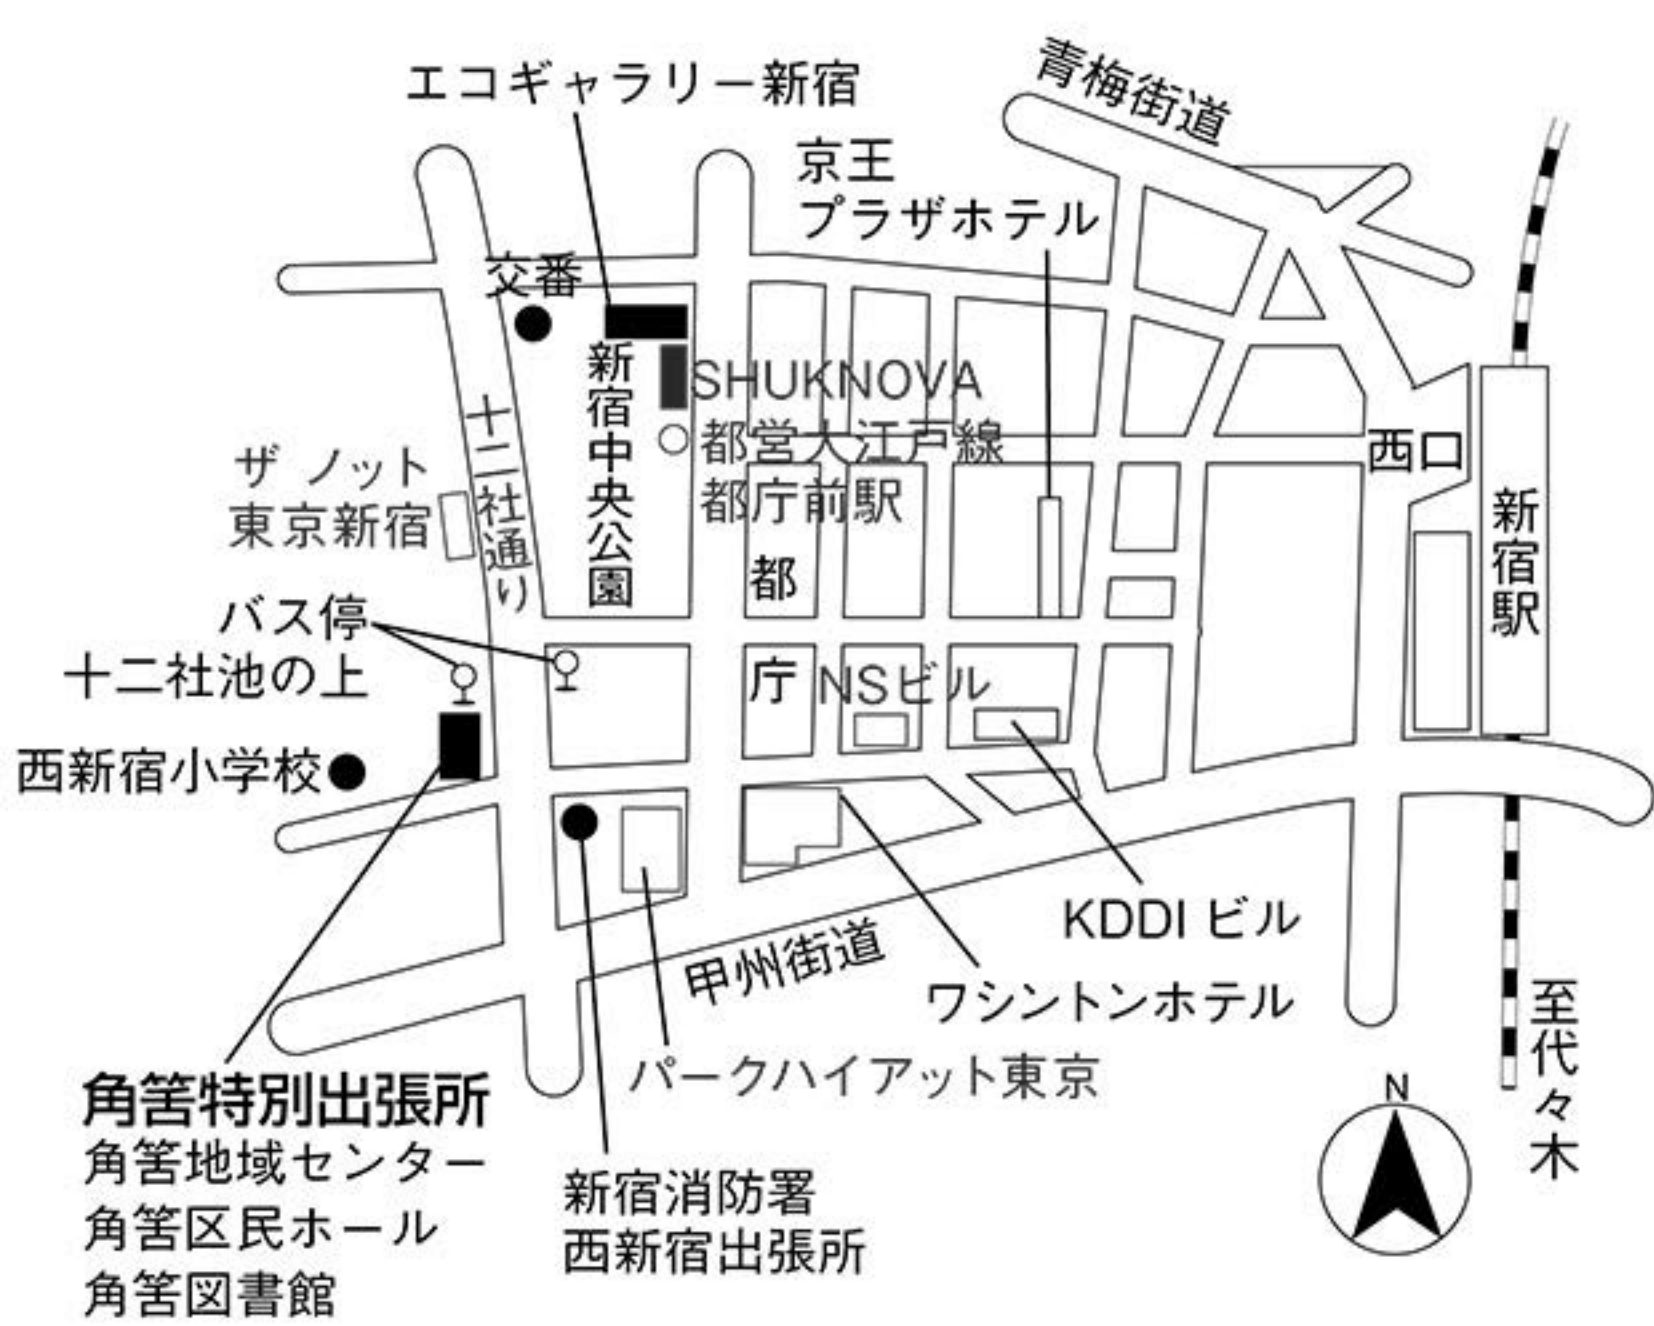 青梅街道
エコギャラリー新宿
京王
プラザホテル
交番
新宿中央公園
SHUKNOVA
都営大江戸線
都庁前駅
十二社通り
ザ ノット
東京新宿
西口
新宿駅
都庁
バス停
十二社池の上
NSビル
西新宿小学校
KDDI ビル
甲州街道
ワシントンホテル
パークハイアット東京
至代々木
N
角筈特別出張所
角筈地域センター
角筈区民ホール
角筈図書館
新宿消防署
西新宿出張所